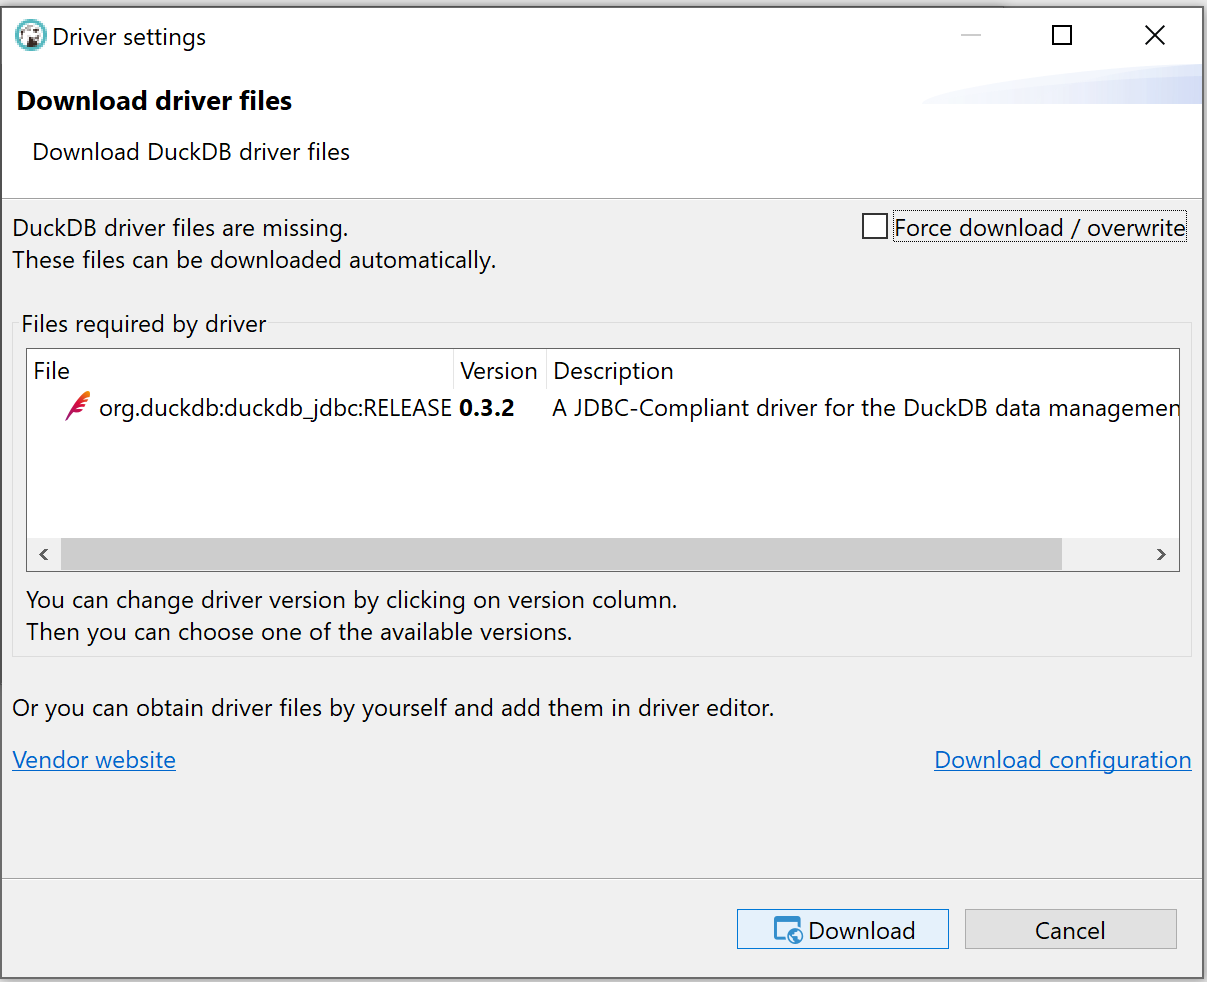 Driver settings
Download driver files
Download DuckDB driver files
DuckDB driver files are missing.
Force download / overwrite
These files can be downloaded automatically.
Files required by driver
File Version Description
org.duckdb:duckdb_jdbc:RELEASE 0.3.2 A JDBC-Compliant driver for the DuckDB data managemen
You can change driver version by clicking on version column.
Then you can choose one of the available versions.
Or you can obtain driver files by yourself and add them in driver editor.
Vendor website Download configuration
Download Cancel